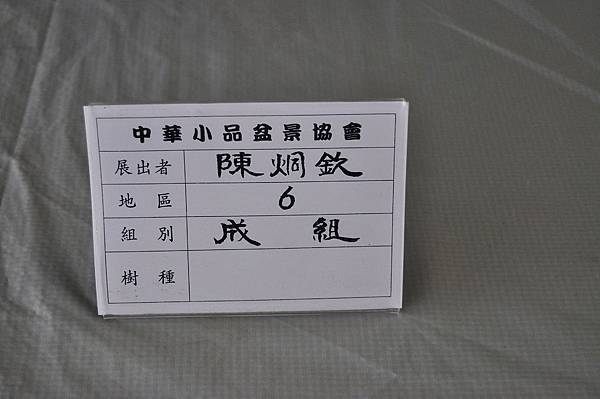 中華小品盆景協會
展出者 陳炯欽
地區 6
組別 成組
樹種